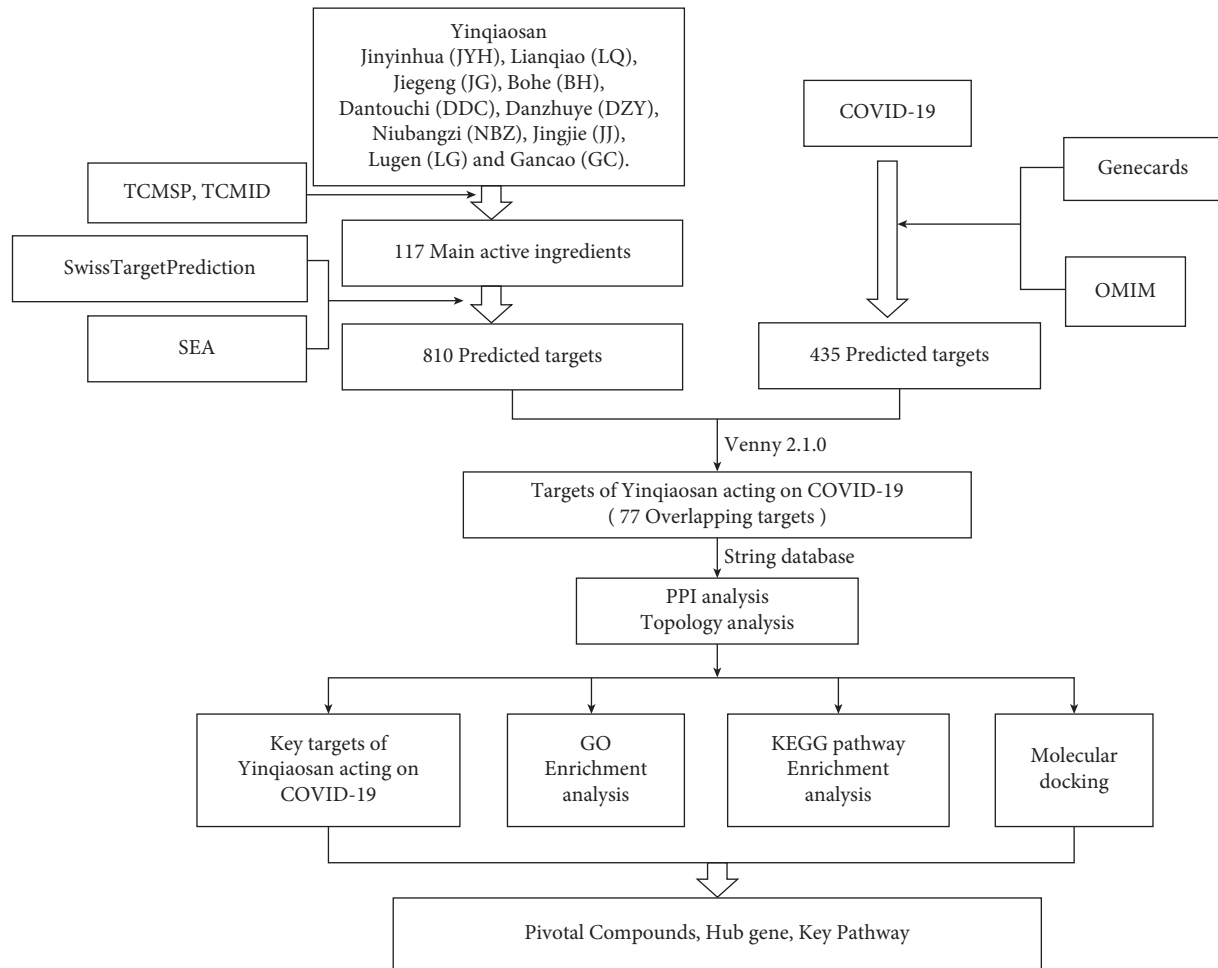 Yinqiaosan
Jinyinhua (JYH), Lianqiao (LQ),
Jiegeng (JG), Bohe (BH),
Dantouchi (DDC), Danzhuye (DZY),
Niubangzi (NBZ), Jingjie (JJ),
Lugen (LG) and Gancao (GC).
COVID-19
TCMSP, TCMID
Genecards
117 Main active ingredients
SwissTargetPrediction
OMIM
SEA
810 Predicted targets
435 Predicted targets
Venny 2.1.0
Targets of Yinqiaosan acting on COVID-19
( 77 Overlapping targets )
String database
PPI analysis
Topology analysis
Key targets of
Yinqiaosan acting on
COVID-19
GO
Enrichment
analysis
KEGG pathway
Enrichment
analysis
Molecular
docking
Pivotal Compounds, Hub gene, Key Pathway